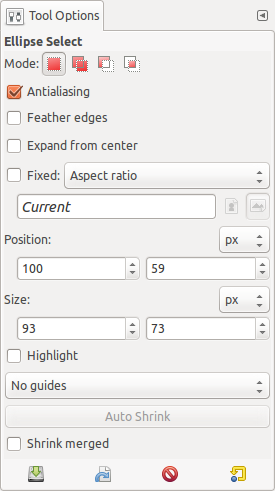 Tool Options
Ellipse Select
Mode:
Antialiasing
Feather edges
Expand from center
Fixed: Aspect ratio
Current
Position: px
100 59
Size: px
93 73
Highlight
No guides
Auto Shrink
Shrink merged